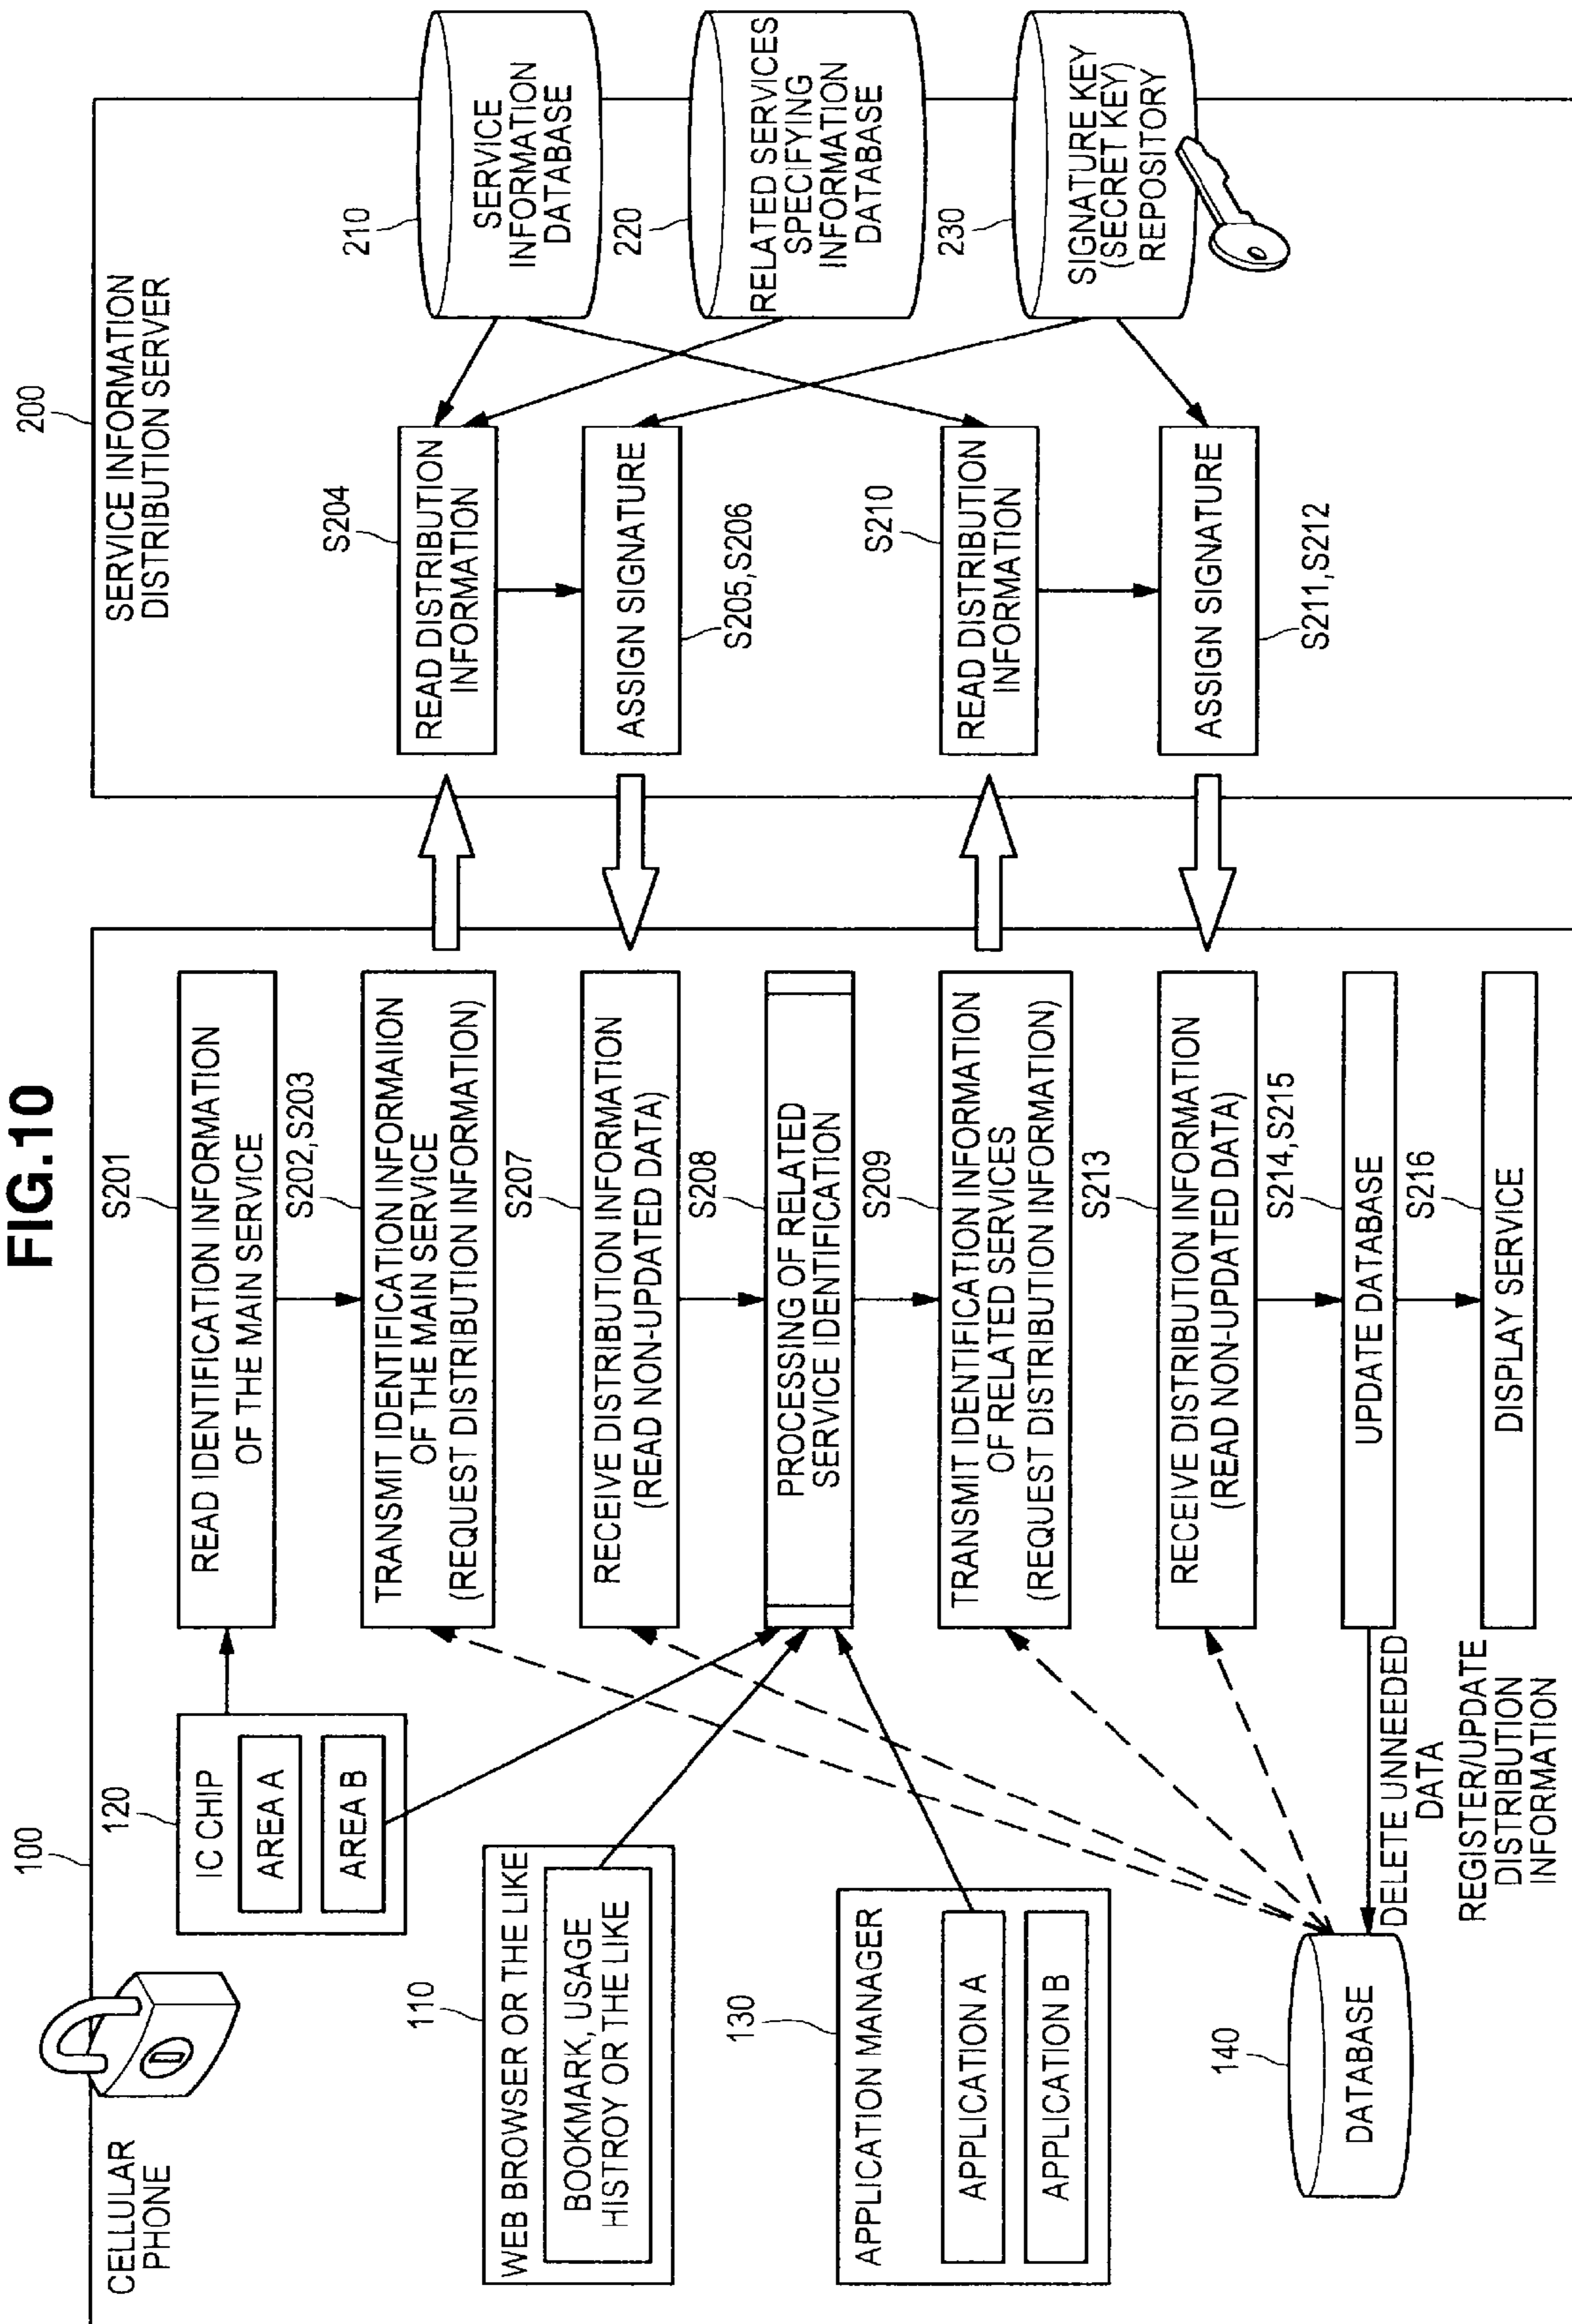 FIG.10
100
CELLULAR
PHONE
120
IC CHIP
AREA A
AREA B
110
WEB BROWSER OR THE LIKE
BOOKMARK, USAGE
HISTROY OR THE LIKE
130
APPLICATION MANAGER
APPLICATION A
APPLICATION B
140
DATABASE
S201
READ IDENTIFICATION INFORMATION
OF THE MAIN SERVICE
S202,S203
TRANSMIT IDENTIFICATION INFORMAIION
OF THE MAIN SERVICE
(REQUEST DISTRIBUTION INFORMATION)
S207
RECEIVE DISTRIBUTION INFORMATION
(READ NON-UPDATED DATA)
S208
PROCESSING OF RELATED
SERVICE IDENTIFICATION
S209
TRANSMIT IDENTIFICATION INFORMATION
OF RELATED SERVICES
(REQUEST DISTRIBUTION INFORMATION)
S213
RECEIVE DISTRIBUTION INFORMATION
(READ NON-UPDATED DATA)
S214,S215
UPDATE DATABASE
DELETE UNNEEDED
DATA
REGISTER/UPDATE
DISTRIBUTION
INFORMATION
S216
DISPLAY SERVICE
200
SERVICE INFORMATION
DISTRIBUTION SERVER
S204
READ DISTRIBUTION
INFORMATION
ASSIGN SIGNATURE
S205,S206
S210
READ DISTRIBUTION
INFORMATION
ASSIGN SIGNATURE
S211,S212
210
SERVICE
INFORMATION
DATABASE
220
RELATED SERVICES
SPECIFYING
INFORMATION
DATABASE
230
SIGNATURE KEY
(SECRET KEY)
REPOSITORY